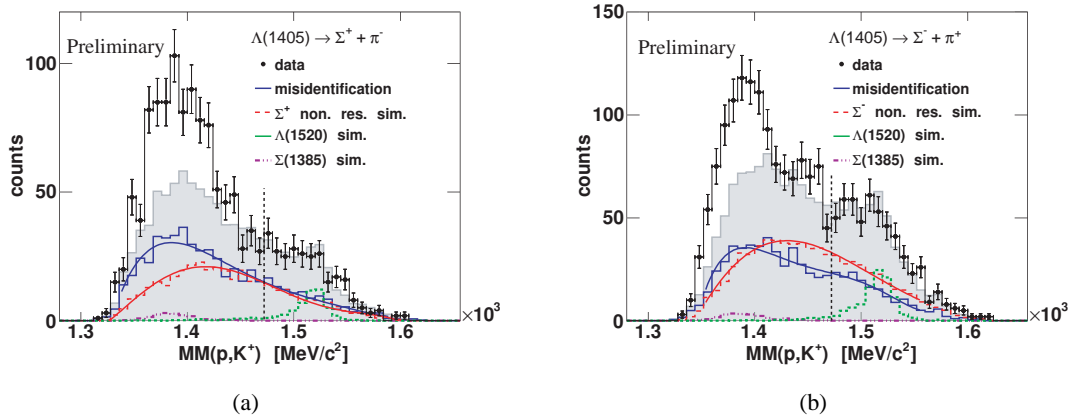 Preliminary
Λ(1405) → Σ⁺ + π⁻
data
misidentification
Σ⁺ non. res. sim.
Λ(1520) sim.
Σ(1385) sim.
counts
100
50
0
1.3 1.4 1.5 1.6
×10³
MM(p,K⁺) [MeV/c²]
(a)
Preliminary
Λ(1405) → Σ⁻ + π⁺
data
misidentification
Σ⁻ non. res. sim.
Λ(1520) sim.
Σ(1385) sim.
counts
150
100
50
0
1.3 1.4 1.5 1.6
×10³
MM(p,K⁺) [MeV/c²]
(b)